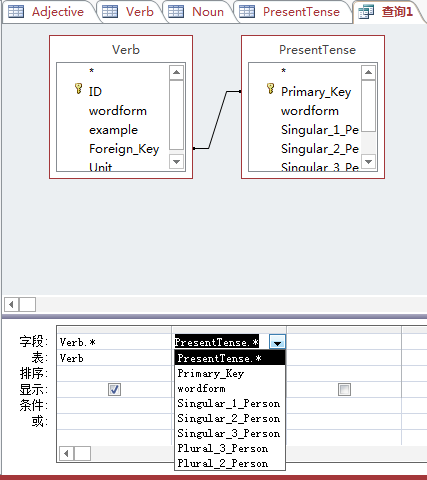 Adjective Verb Noun PresentTense 查询1
Verb
*
ID
wordform
example
Foreign_Key
Unit
PresentTense
*
Primary_Key
wordform
Singular_1_Pe
Singular_2_Pe
Singular_3_Pe
字段: Verb.* PresentTense.*
表: Verb
排序:
显示:
条件:
或:
PresentTense.*
Primary_Key
wordform
Singular_1_Person
Singular_2_Person
Singular_3_Person
Plural_3_Person
Plural_2_Person